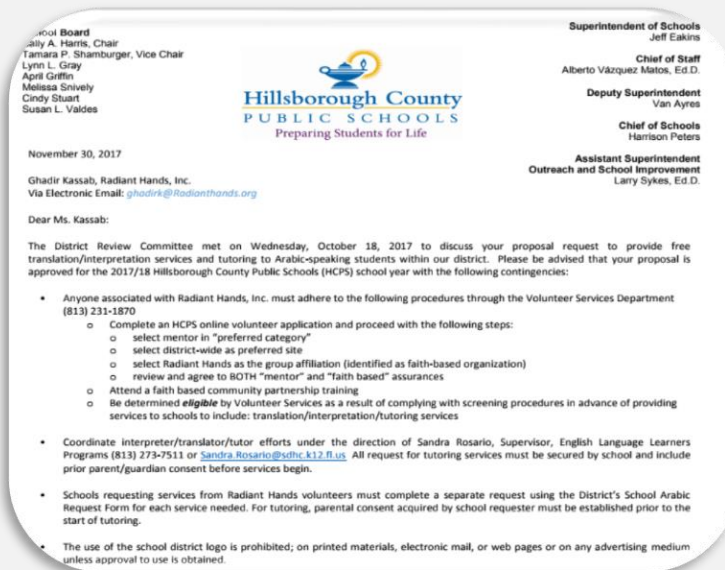 School Board
Sally A. Harris, Chair
Tamara P. Shamburger, Vice Chair
Lynn L. Gray
April Griffin
Melissa Snively
Cindy Stuart
Susan L. Valdes
Hillsborough County
PUBLIC SCHOOLS
Preparing Students for Life
Superintendent of Schools
Jeff Eakins
Chief of Staff
Alberto Vázquez Matos, Ed.D.
Deputy Superintendent
Van Ayres
Chief of Schools
Harrison Peters
Assistant Superintendent
Outreach and School Improvement
Larry Sykes, Ed.D.
November 30, 2017
Ghadir Kassab, Radiant Hands, Inc.
Via Electronic Email: ghadirk@Radianthands.org
Dear Ms. Kassab:
The District Review Committee met on Wednesday, October 18, 2017 to discuss your proposal request to provide free
translation/interpretation services and tutoring to Arabic-speaking students within our district. Please be advised that your proposal is
approved for the 2017/18 Hillsborough County Public Schools (HCPS) school year with the following contingencies:
• Anyone associated with Radiant Hands, Inc. must adhere to the following procedures through the Volunteer Services Department
(813) 231-1870
o Complete an HCPS online volunteer application and proceed with the following steps:
o select mentor in "preferred category"
o select district-wide as preferred site
o select Radiant Hands as the group affiliation (identified as faith-based organization)
o review and agree to BOTH "mentor" and "faith based" assurances
o Attend a faith based community partnership training
o Be determined eligible by Volunteer Services as a result of complying with screening procedures in advance of providing
services to schools to include: translation/interpretation/tutoring services
• Coordinate interpreter/translator/tutor efforts under the direction of Sandra Rosario, Supervisor, English Language Learners
Programs (813) 273-7511 or Sandra.Rosario@sdhc.k12.fl.us All request for tutoring services must be secured by school and include
prior parent/guardian consent before services begin.
• Schools requesting services from Radiant Hands volunteers must complete a separate request using the District's School Arabic
Request Form for each service needed. For tutoring, parental consent acquired by school requester must be established prior to the
start of tutoring.
• The use of the school district logo is prohibited; on printed materials, electronic mail, or web pages or on any advertising medium
unless approval to use is obtained.